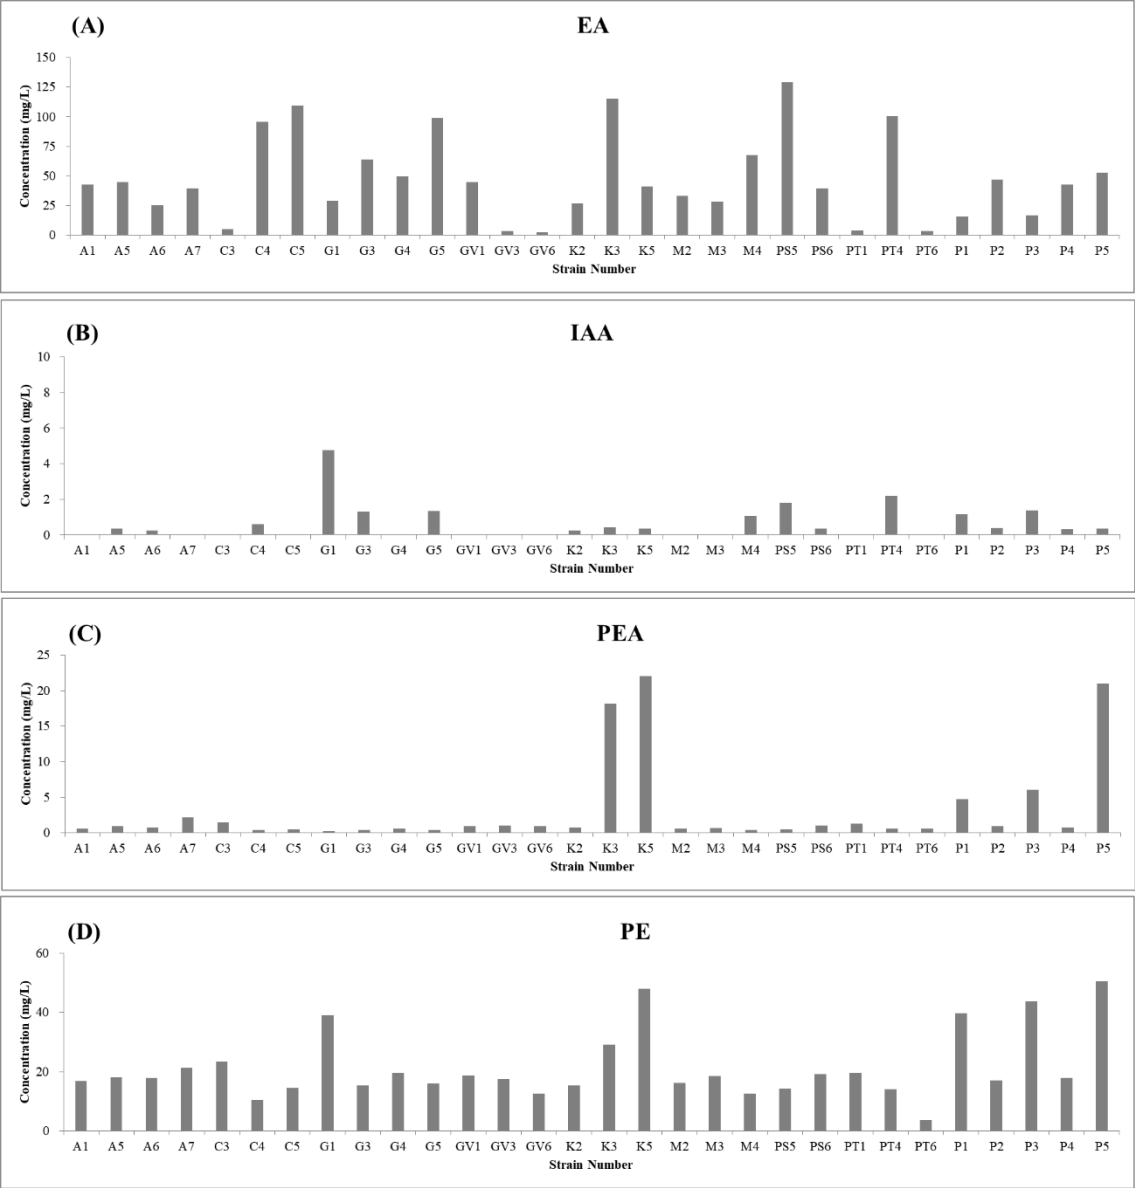 (A) EA
Concentration (mg/L)
150
125
100
75
50
25
0
A1 A5 A6 A7 C3 C4 C5 G1 G3 G4 G5 GV1 GV3 GV6 K2 K3 K5 M2 M3 M4 PS5 PS6 PT1 PT4 PT6 P1 P2 P3 P4 P5
Strain Number
(B) IAA
Concentration (mg/L)
10
8
6
4
2
0
A1 A5 A6 A7 C3 C4 C5 G1 G3 G4 G5 GV1 GV3 GV6 K2 K3 K5 M2 M3 M4 PS5 PS6 PT1 PT4 PT6 P1 P2 P3 P4 P5
Strain Number
(C) PEA
Concentration (mg/L)
25
20
15
10
5
0
A1 A5 A6 A7 C3 C4 C5 G1 G3 G4 G5 GV1 GV3 GV6 K2 K3 K5 M2 M3 M4 PS5 PS6 PT1 PT4 PT6 P1 P2 P3 P4 P5
Strain Number
(D) PE
Concentration (mg/L)
60
40
20
0
A1 A5 A6 A7 C3 C4 C5 G1 G3 G4 G5 GV1 GV3 GV6 K2 K3 K5 M2 M3 M4 PS5 PS6 PT1 PT4 PT6 P1 P2 P3 P4 P5
Strain Number